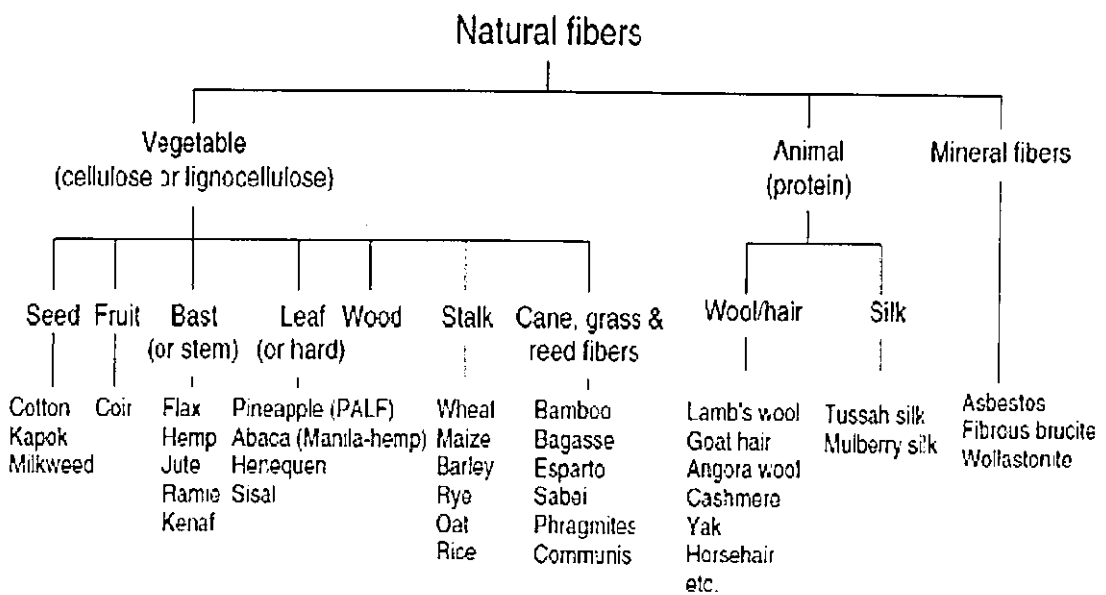 Natural fibers
Vegetable
(cellulose or lignocellulose)
Animal
(protein)
Mineral fibers
Seed
Fruit
Bast
(or stem)
Leaf
(or hard)
Wood
Stalk
Cane, grass &
reed fibers
Wool/hair
Silk
Cotton
Kapok
Milkweed
Coir
Flax
Hemp
Jute
Ramie
Kenaf
Pineapple (PALF)
Abaca (Manila-hemp)
Henequen
Sisal
Wheat
Maize
Barley
Rye
Oat
Rice
Bamboo
Bagasse
Esparto
Sabei
Phragmites
Communis
Lamb's wool
Goat hair
Angora wool
Cashmere
Yak
Horsehair
etc.
Tussah silk
Mulberry silk
Asbestos
Fibrous brucite
Wollastonite